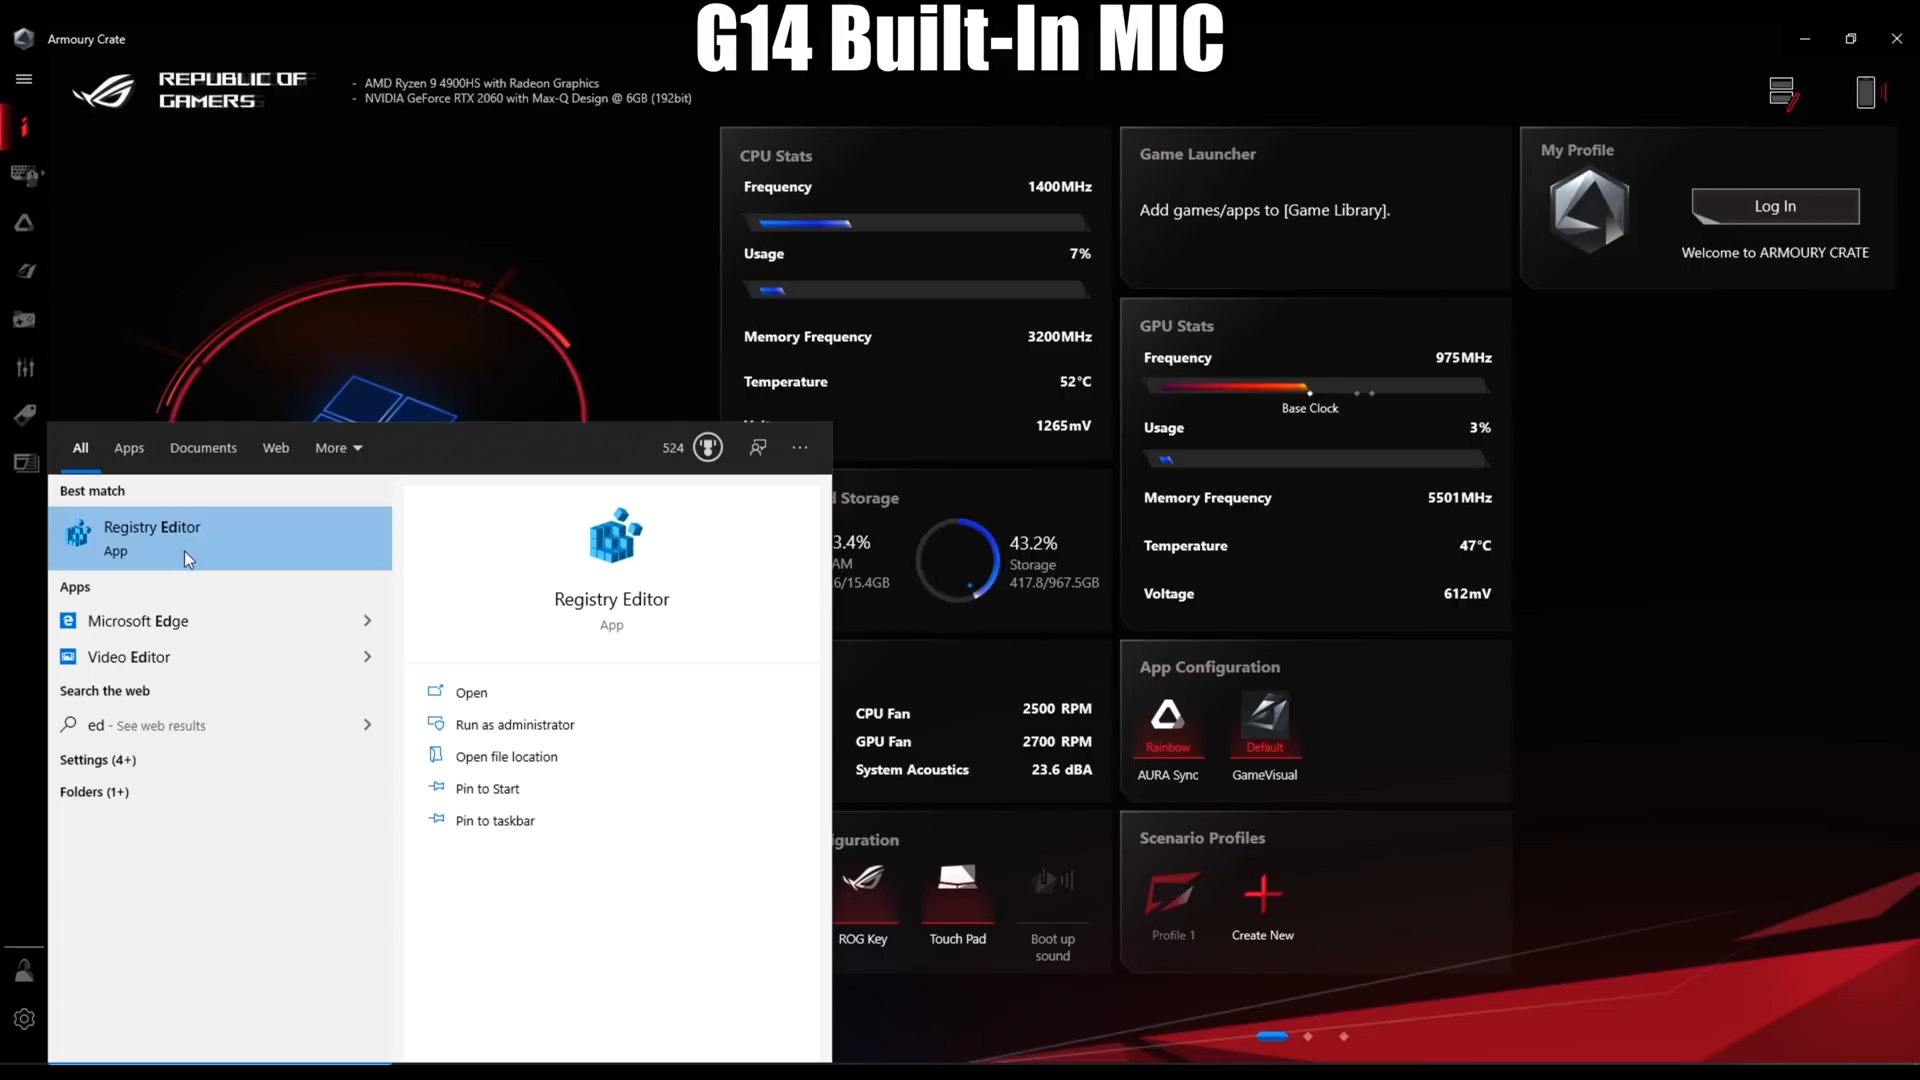 G14 Built-In MIC
Armoury Crate
REPUBLIC OF
GAMERS
- AMD Ryzen 9 4900HS with Radeon Graphics
- NVIDIA GeForce RTX 2060 with Max-Q Design @ 6GB (192bit)
CPU Stats
Frequency 1400MHz
Usage 7%
Memory Frequency 3200MHz
Temperature 52°C
1265mV
Game Launcher
Add games/apps to [Game Library].
My Profile
Log In
Welcome to ARMOURY CRATE
GPU Stats
Frequency 975MHz
Base Clock
Usage 3%
Memory Frequency 5501MHz
Temperature 47°C
Voltage 612mV
All Apps Documents Web More 524 ...
Best match
Registry Editor
App
Apps
Microsoft Edge
Video Editor
Search the web
ed - See web results
Settings (4+)
Folders (1+)
Registry Editor
App
Open
Run as administrator
Open file location
Pin to Start
Pin to taskbar
d Storage
3.4%
AM
6/15.4GB
43.2%
Storage
417.8/967.5GB
CPU Fan 2500 RPM
GPU Fan 2700 RPM
System Acoustics 23.6 dBA
App Configuration
Rainbow
AURA Sync
Default
GameVisual
iguration
ROG Key
Touch Pad
Boot up
sound
Scenario Profiles
Profile 1
Create New